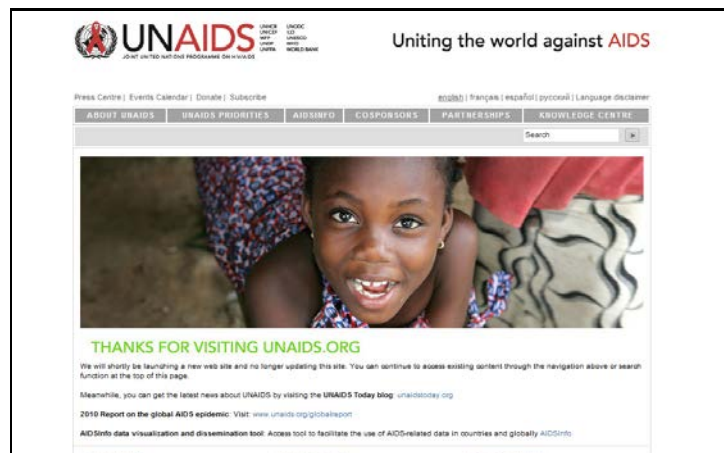 UNAIDS
JOINT UNITED NATIONS PROGRAMME ON HIV/AIDS
UNHCR
UNICEF
WFP
UNDP
UNFPA
UNODC
ILO
UNESCO
WHO
WORLD BANK
Uniting the world against AIDS
Press Centre | Events Calendar | Donate | Subscribe
english | français | español | русский | Language disclaimer
ABOUT UNAIDS UNAIDS PRIORITIES AIDSINFO COSPONSORS PARTNERSHIPS KNOWLEDGE CENTRE
Search
THANKS FOR VISITING UNAIDS.ORG
We will shortly be launching a new web site and no longer updating this site. You can continue to access existing content through the navigation above or search
function at the top of this page.
Meanwhile, you can get the latest news about UNAIDS by visiting the UNAIDS Today blog: unaidstoday.org
2010 Report on the global AIDS epidemic: Visit: www.unaids.org/globalreport
AIDSInfo data visualization and dissemination tool: Access tool to facilitate the use of AIDS-related data in countries and globally AIDSInfo